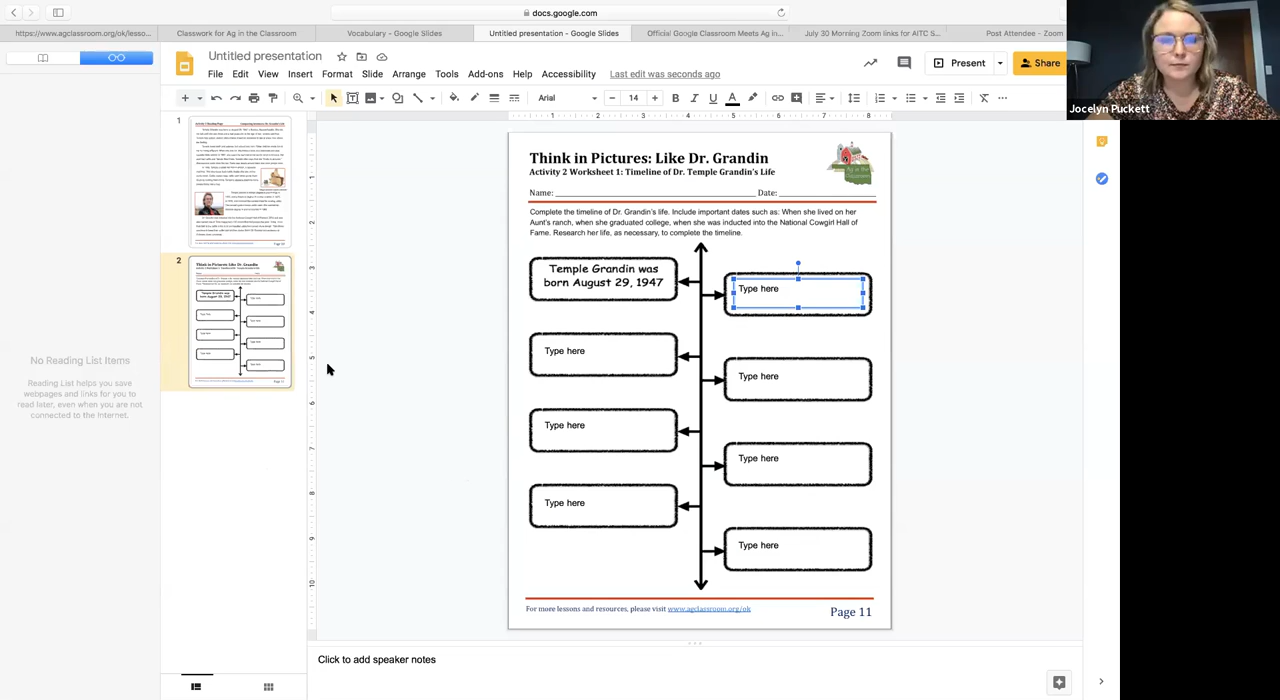 docs.google.com
https://www.agclassroom.org/ok/lesso...
Classwork for Ag in the Classroom
Vocabulary - Google Slides
Untitled presentation - Google Slides
Official Google Classroom Meets Ag in...
July 30 Morning Zoom links for AITC S...
Post Attendee - Zoom
Untitled presentation
File Edit View Insert Format Slide Arrange Tools Add-ons Help Accessibility Last edit was seconds ago
Present
Share
Jocelyn Puckett
Arial
14
1
2
No Reading List Items
Reading List helps you save
webpages and links for you to
read later, even when you are not
connected to the Internet.
Think in Pictures: Like Dr. Grandin
Activity 2 Worksheet 1: Timeline of Dr. Temple Grandin's Life
Name: Date:
Complete the timeline of Dr. Grandin's life. Include important dates such as: When she lived on her
Aunt's ranch, when she graduated college, when she was inducted into the National Cowgirl Hall of
Fame. Research her life, as necessary, to complete the timeline.
Temple Grandin was
born August 29, 1947
Type here
Type here
Type here
Type here
Type here
Type here
Type here
For more lessons and resources, please visit www.agclassroom.org/ok
Page 11
Click to add speaker notes